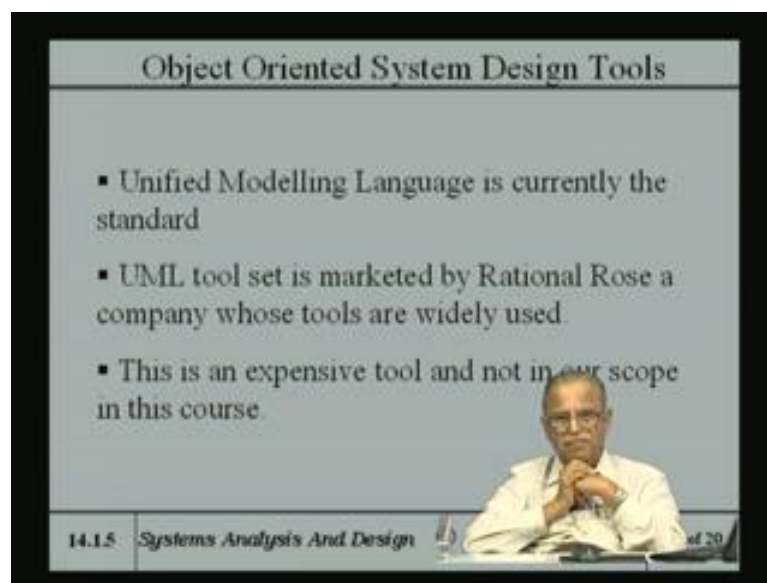 Object Oriented System Design Tools
▪ Unified Modelling Language is currently the
standard
▪ UML tool set is marketed by Rational Rose a
company whose tools are widely used.
▪ This is an expensive tool and not in our scope
in this course.
14.1.5 Systems Analysis And Design of 20